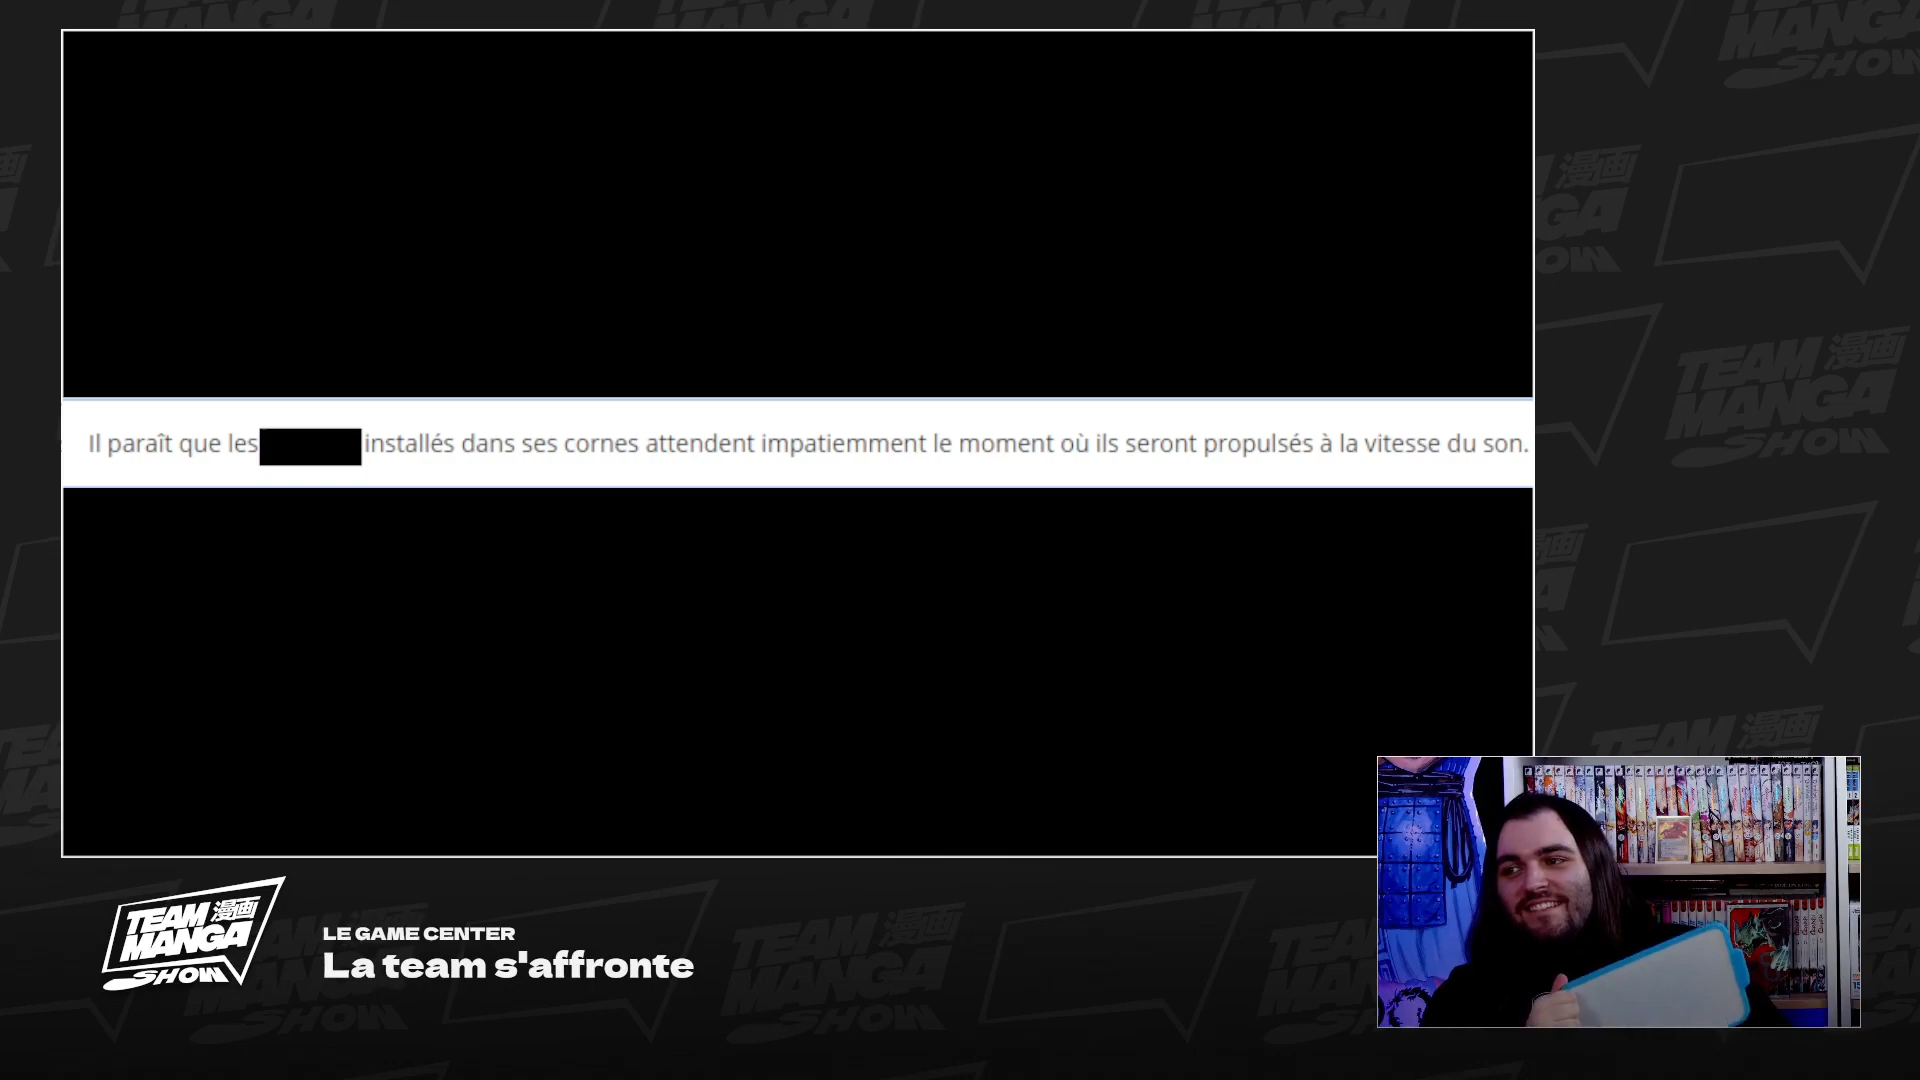 Il paraît que les installés dans ses cornes attendent impatiemment le moment où ils seront propulsés à la vitesse du son.
TEAM 漫画
MANGA
SHOW
LE GAME CENTER
La team s'affronte